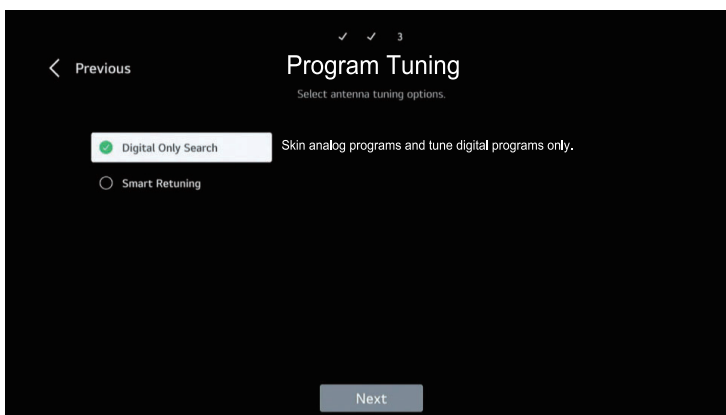 ✓ ✓ 3
Previous
Program Tuning
Select antenna tuning options.
Digital Only Search
Skin analog programs and tune digital programs only.
Smart Retuning
Next